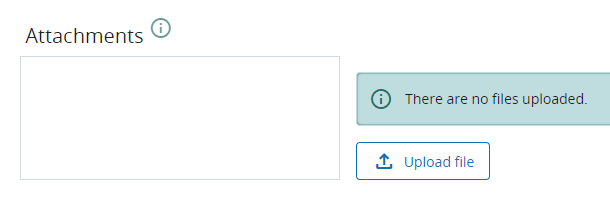 Attachments
There are no files uploaded.
Upload file